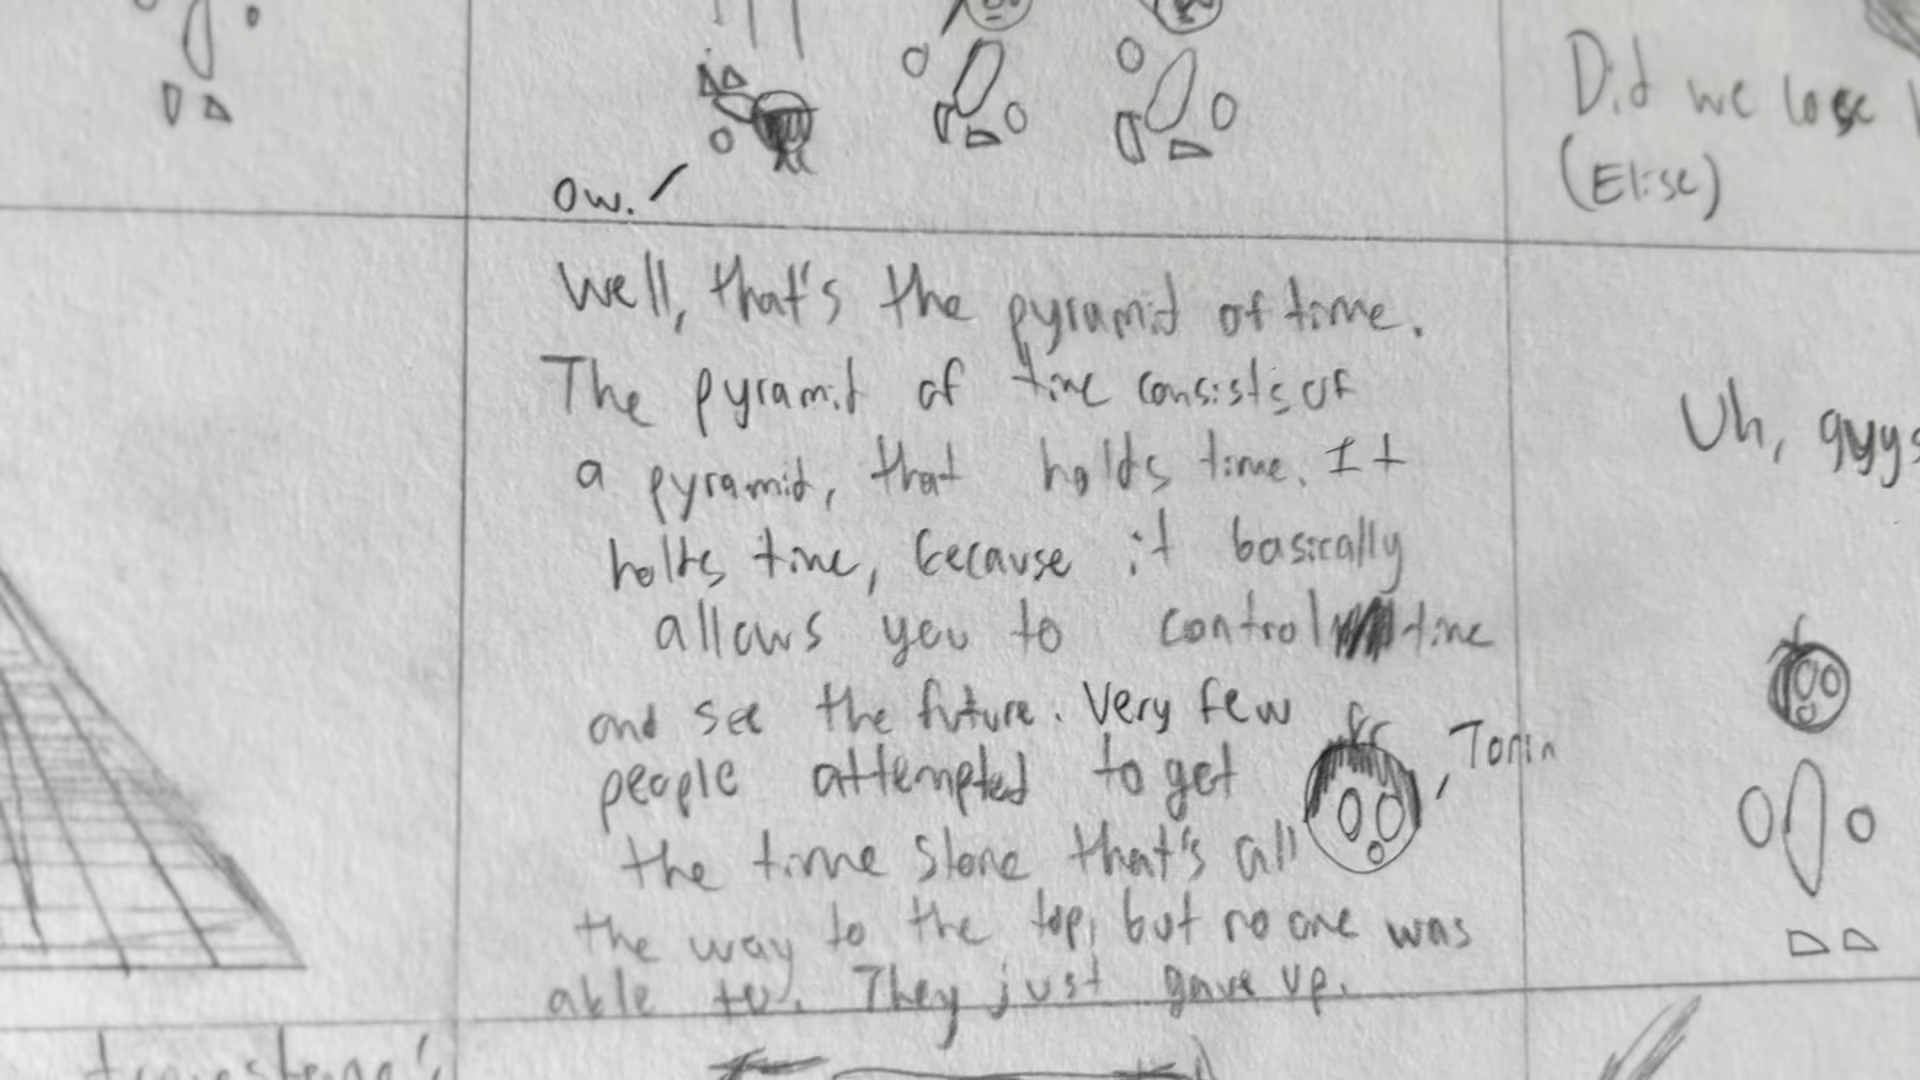 Did we lose
(Elise)
Ow.
Well, that's the pyramid of time.
The pyramid of time consists of
a pyramid, that holds time. It
holds time, because it basically
allows you to control time
and see the future. Very few
people attempted to get
Tonin
the time stone that's all
the way to the top, but no one was
able to. They just gave up.
Uh, guys